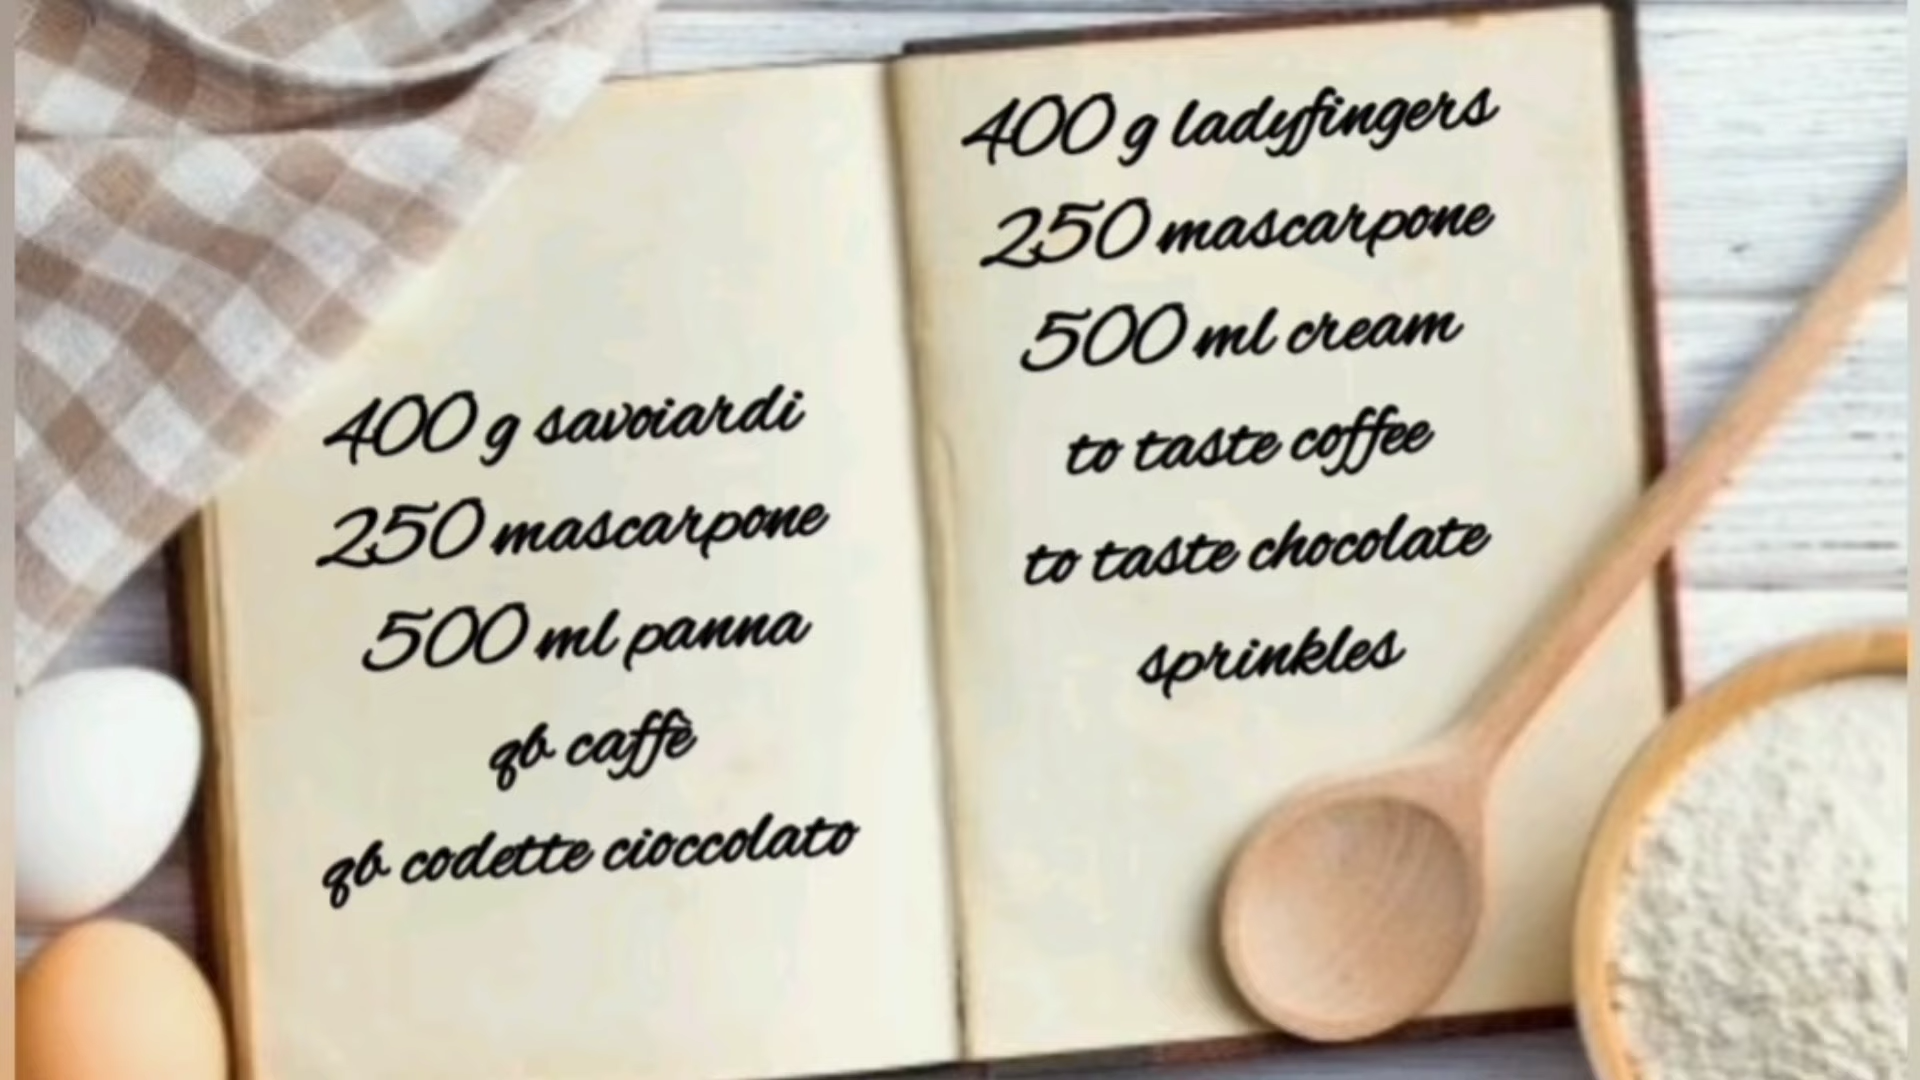 400 g savoiardi
250 mascarpone
500 ml panna
qb caffè
qb codette cioccolato
400 g ladyfingers
250 mascarpone
500 ml cream
to taste coffee
to taste chocolate
sprinkles